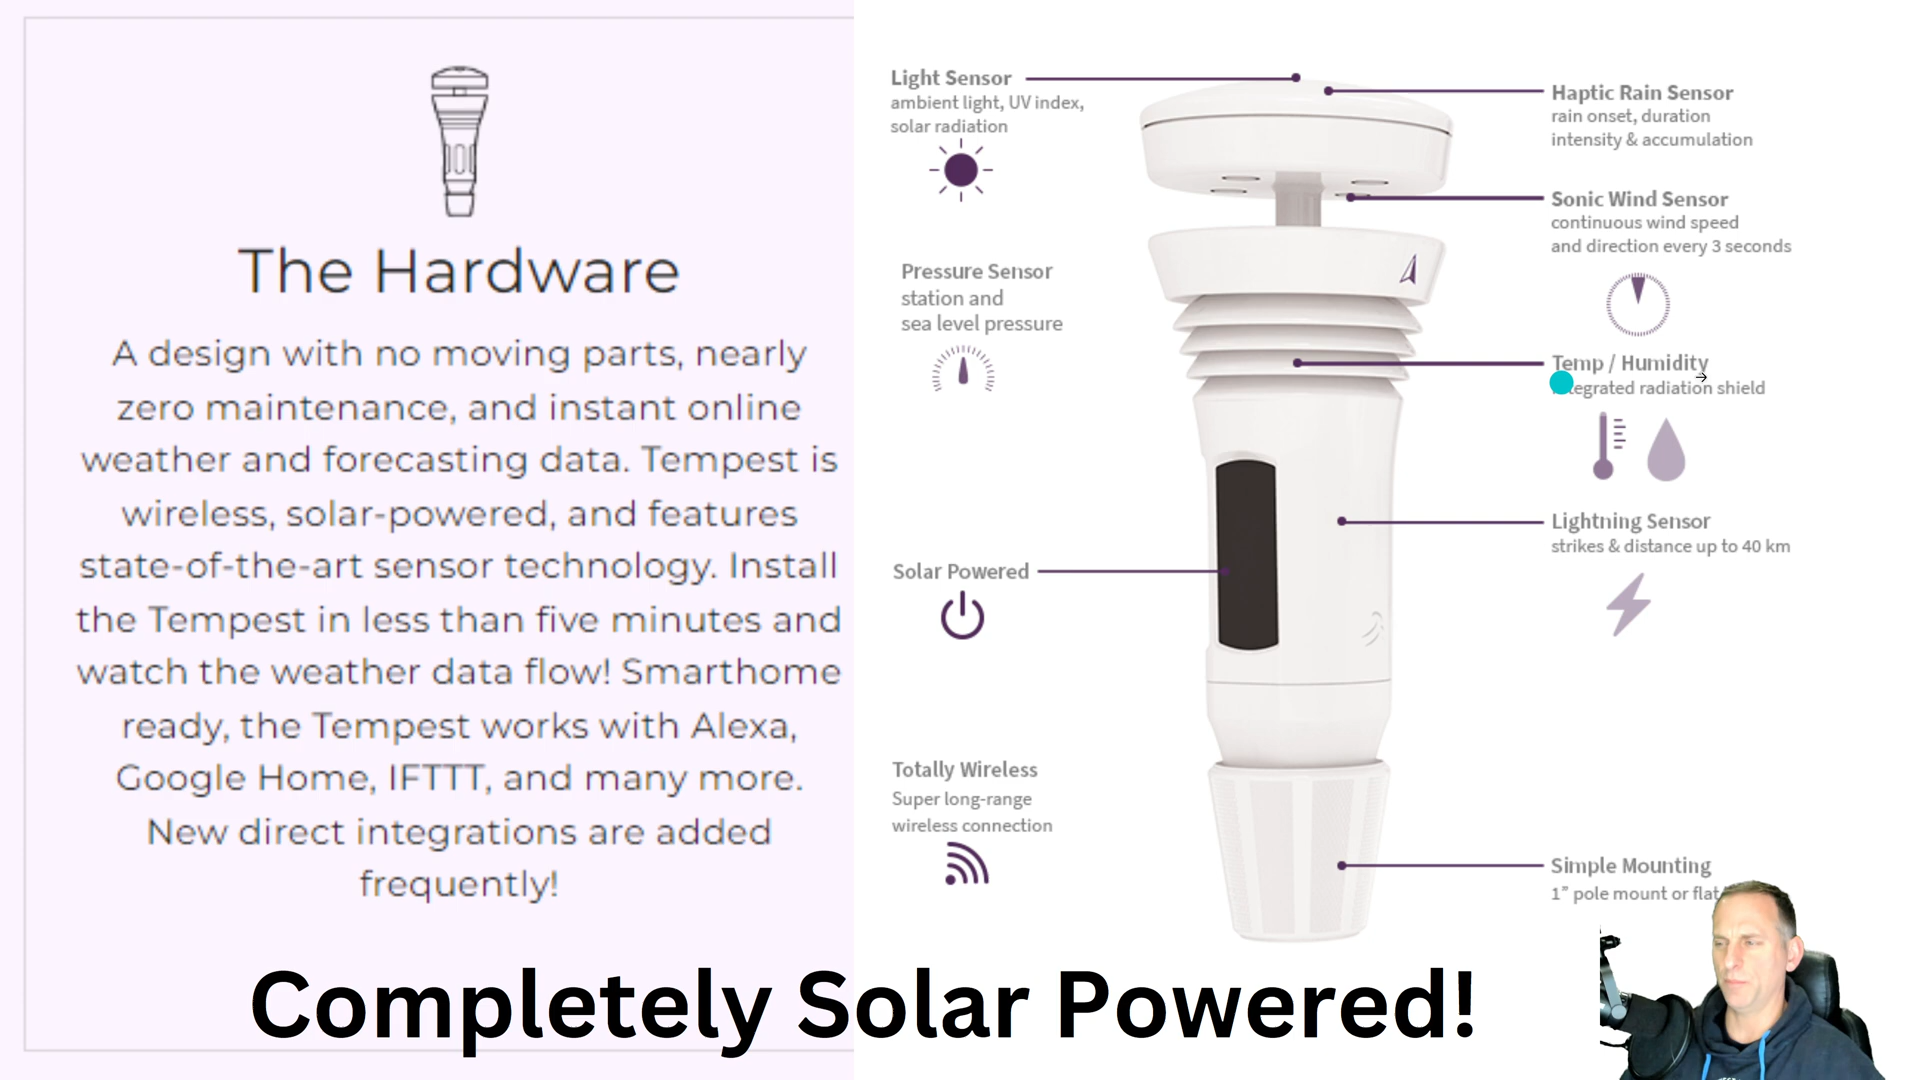 The Hardware
A design with no moving parts, nearly
zero maintenance, and instant online
weather and forecasting data. Tempest is
wireless, solar-powered, and features
state-of-the-art sensor technology. Install
the Tempest in less than five minutes and
watch the weather data flow! Smarthome
ready, the Tempest works with Alexa,
Google Home, IFTTT, and many more.
New direct integrations are added
frequently!
Light Sensor
ambient light, UV index,
solar radiation
Pressure Sensor
station and
sea level pressure
Solar Powered
Totally Wireless
Super long-range
wireless connection
Haptic Rain Sensor
rain onset, duration
intensity & accumulation
Sonic Wind Sensor
continuous wind speed
and direction every 3 seconds
Temp / Humidity
radiation shield
Lightning Sensor
strikes & distance up to 40 km
Simple Mounting
1” pole mount or flat
Completely Solar Powered!